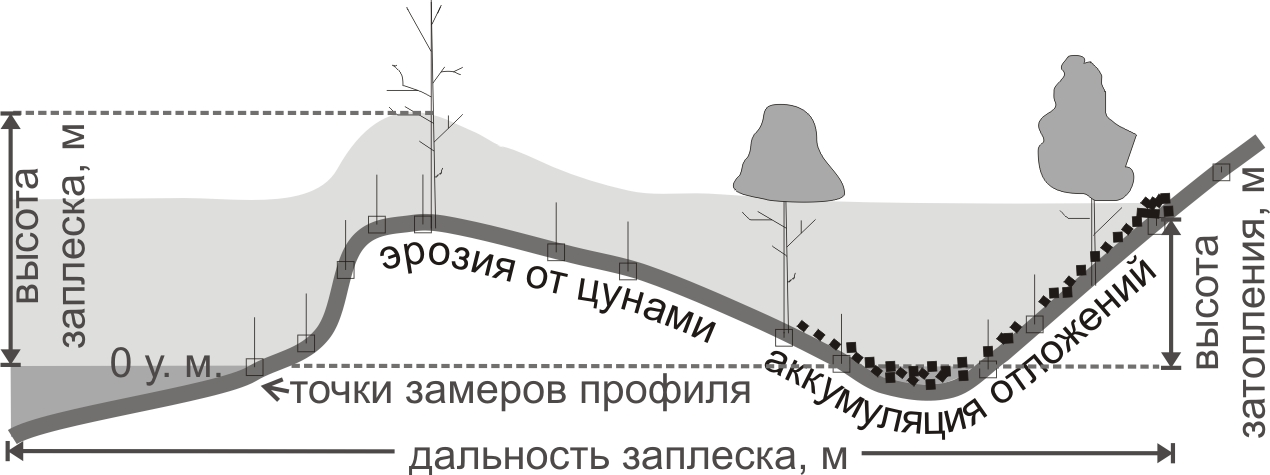 высота
заплеска, м
0 у. м.
эрозия от цунами
точки замеров профиля
аккумуляция отложений
высота
затопления, м
дальность заплеска, м